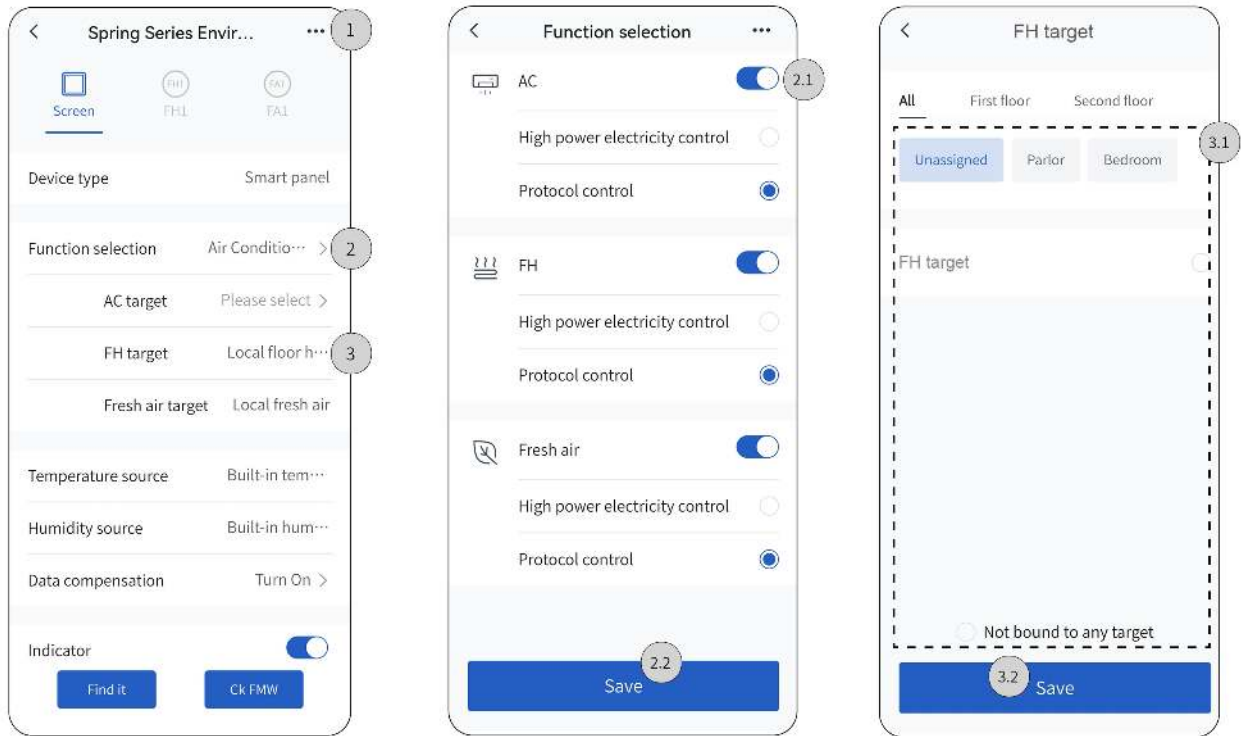 Spring Series Envir...
1
FH1
FA1
Screen
FH1
FA1
Device type Smart panel
Function selection Air Conditio··· 2
AC target Please select
FH target Local floor h··· 3
Fresh air target Local fresh air
Temperature source Built-in tem···
Humidity source Built-in hum···
Data compensation Turn On
Indicator
Find it Ck FMW
Function selection
AC 2.1
High power electricity control
Protocol control
FH
High power electricity control
Protocol control
Fresh air
High power electricity control
Protocol control
2.2
Save
FH target
All First floor Second floor
3.1
Unassigned Parlor Bedroom
FH target
Not bound to any target
3.2
Save